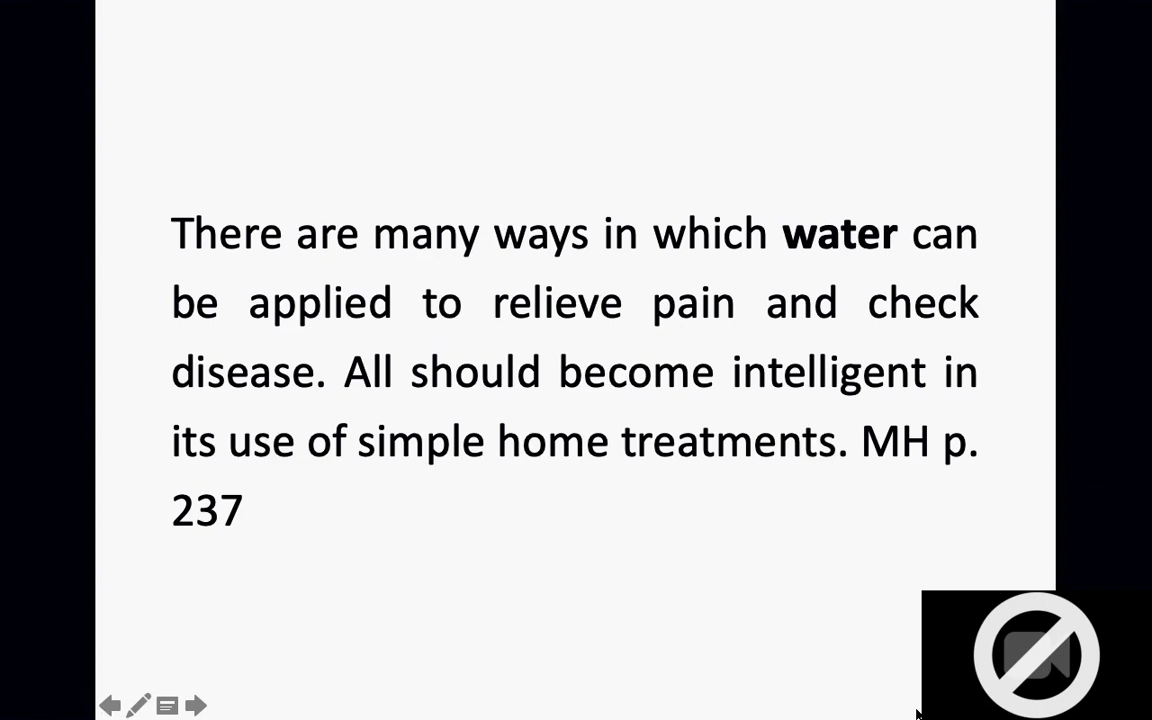 There are many ways in which water can
be applied to relieve pain and check
disease. All should become intelligent in
its use of simple home treatments. MH p.
237